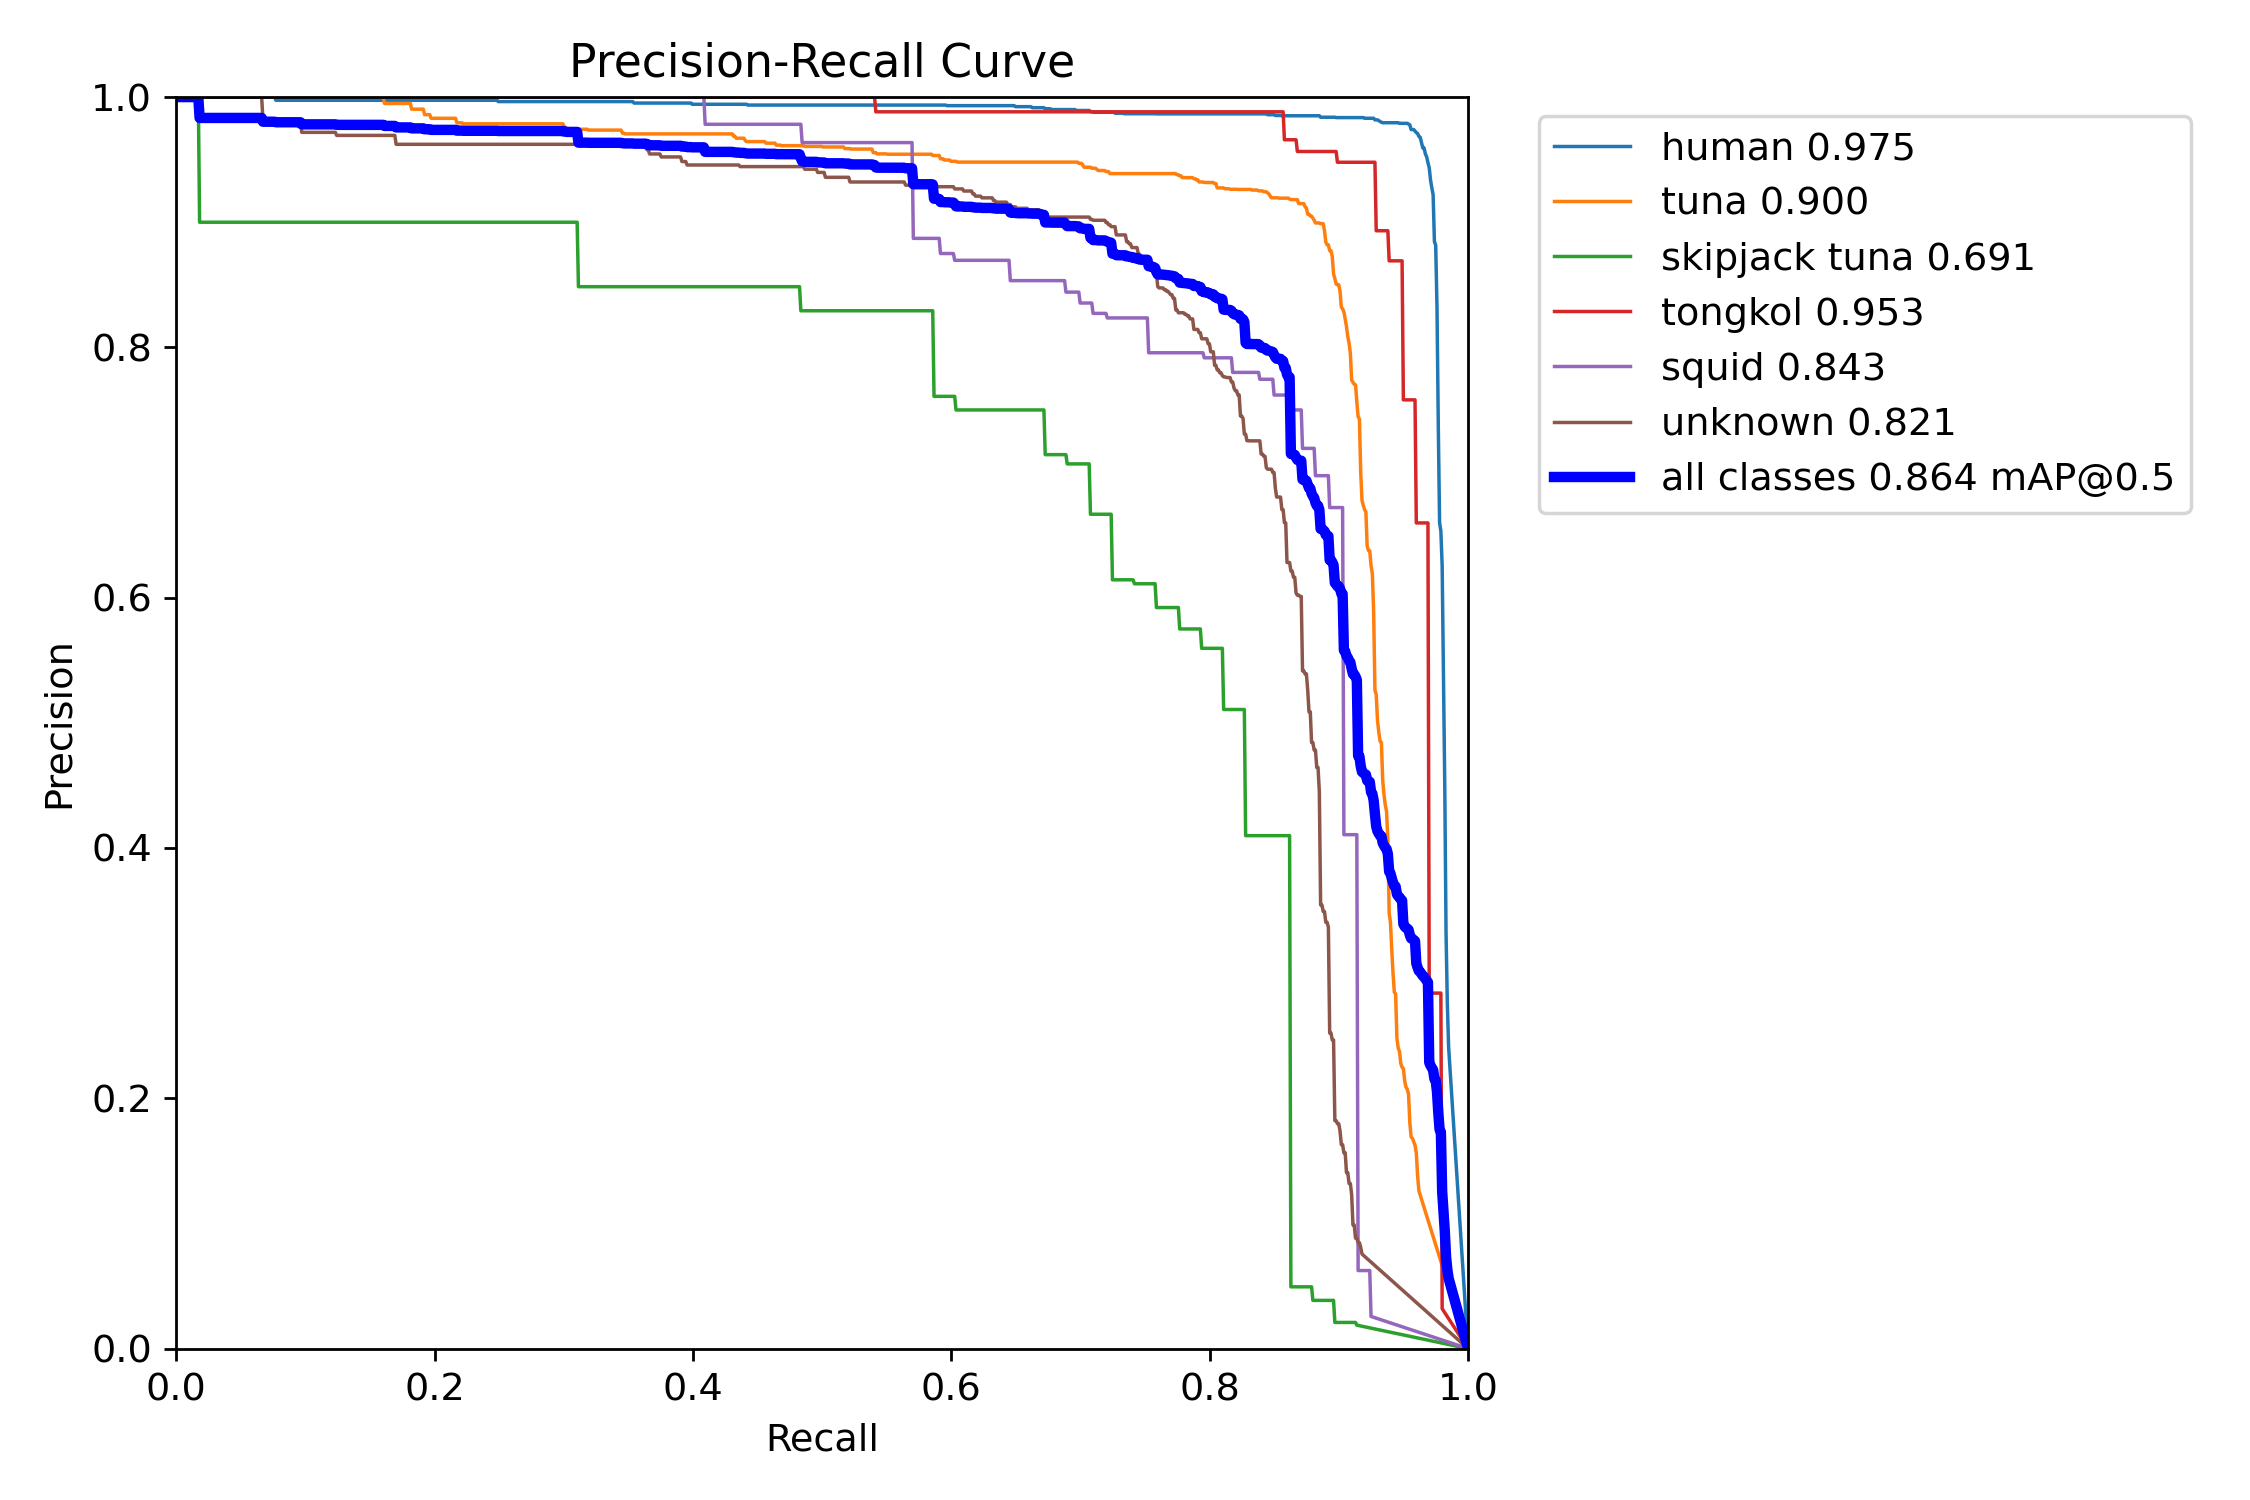 Precision-Recall Curve
1.0
0.8
0.6
0.4
0.2
0.0
Precision
0.0 0.2 0.4 0.6 0.8 1.0
Recall
human 0.975
tuna 0.900
skipjack tuna 0.691
tongkol 0.953
squid 0.843
unknown 0.821
all classes 0.864 mAP@0.5